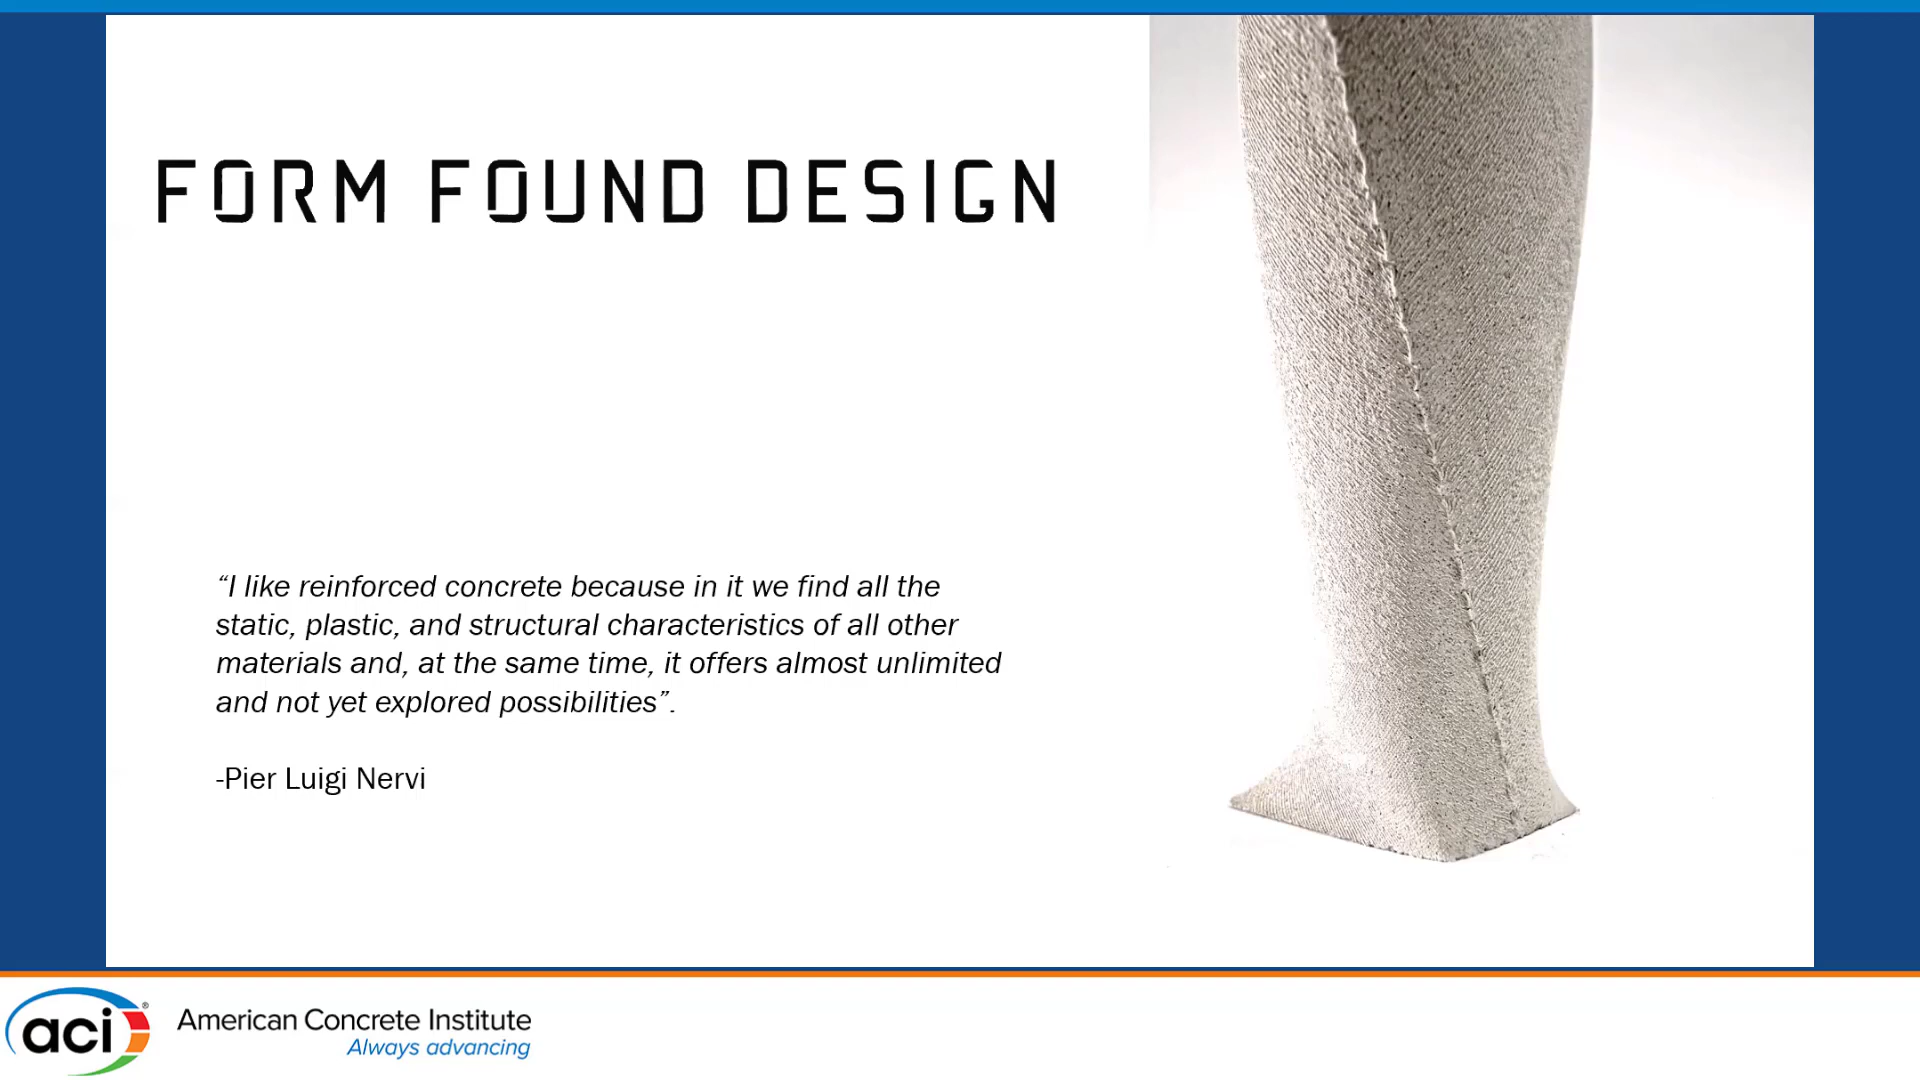 FORM FOUND DESIGN
“I like reinforced concrete because in it we find all the
static, plastic, and structural characteristics of all other
materials and, at the same time, it offers almost unlimited
and not yet explored possibilities”.
-Pier Luigi Nervi
aci®
American Concrete Institute
Always advancing